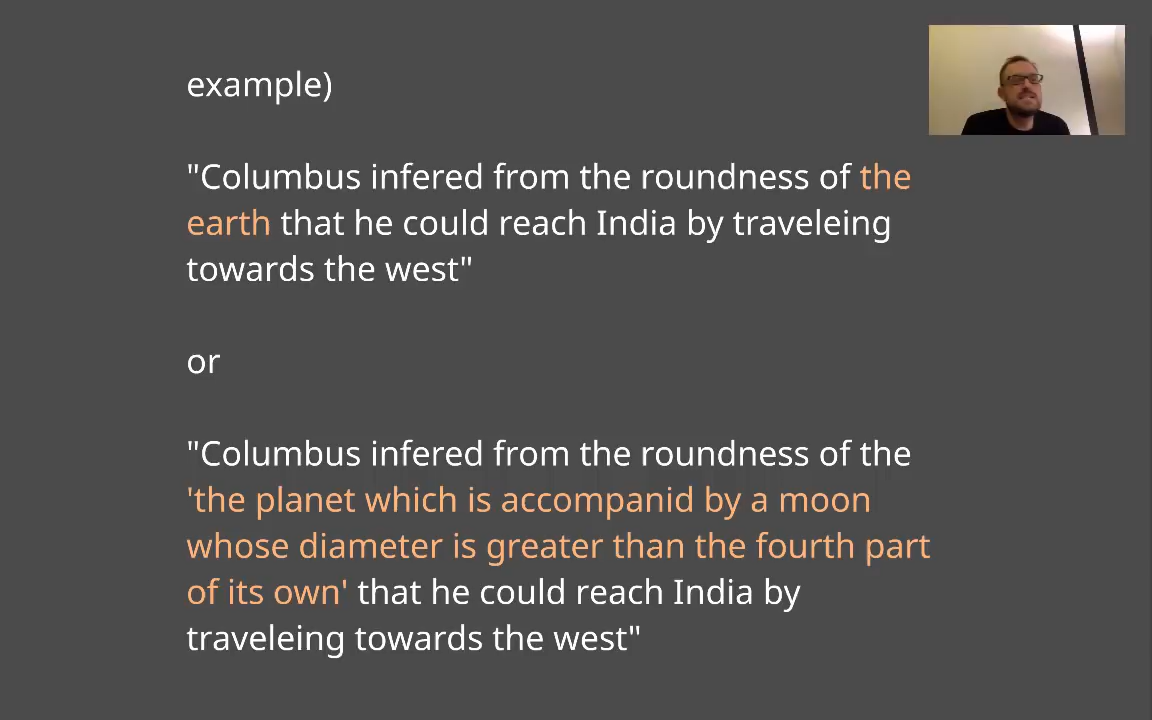 example)
"Columbus infered from the roundness of the
earth that he could reach India by traveleing
towards the west"
or
"Columbus infered from the roundness of the
'the planet which is accompanid by a moon
whose diameter is greater than the fourth part
of its own' that he could reach India by
traveleing towards the west"